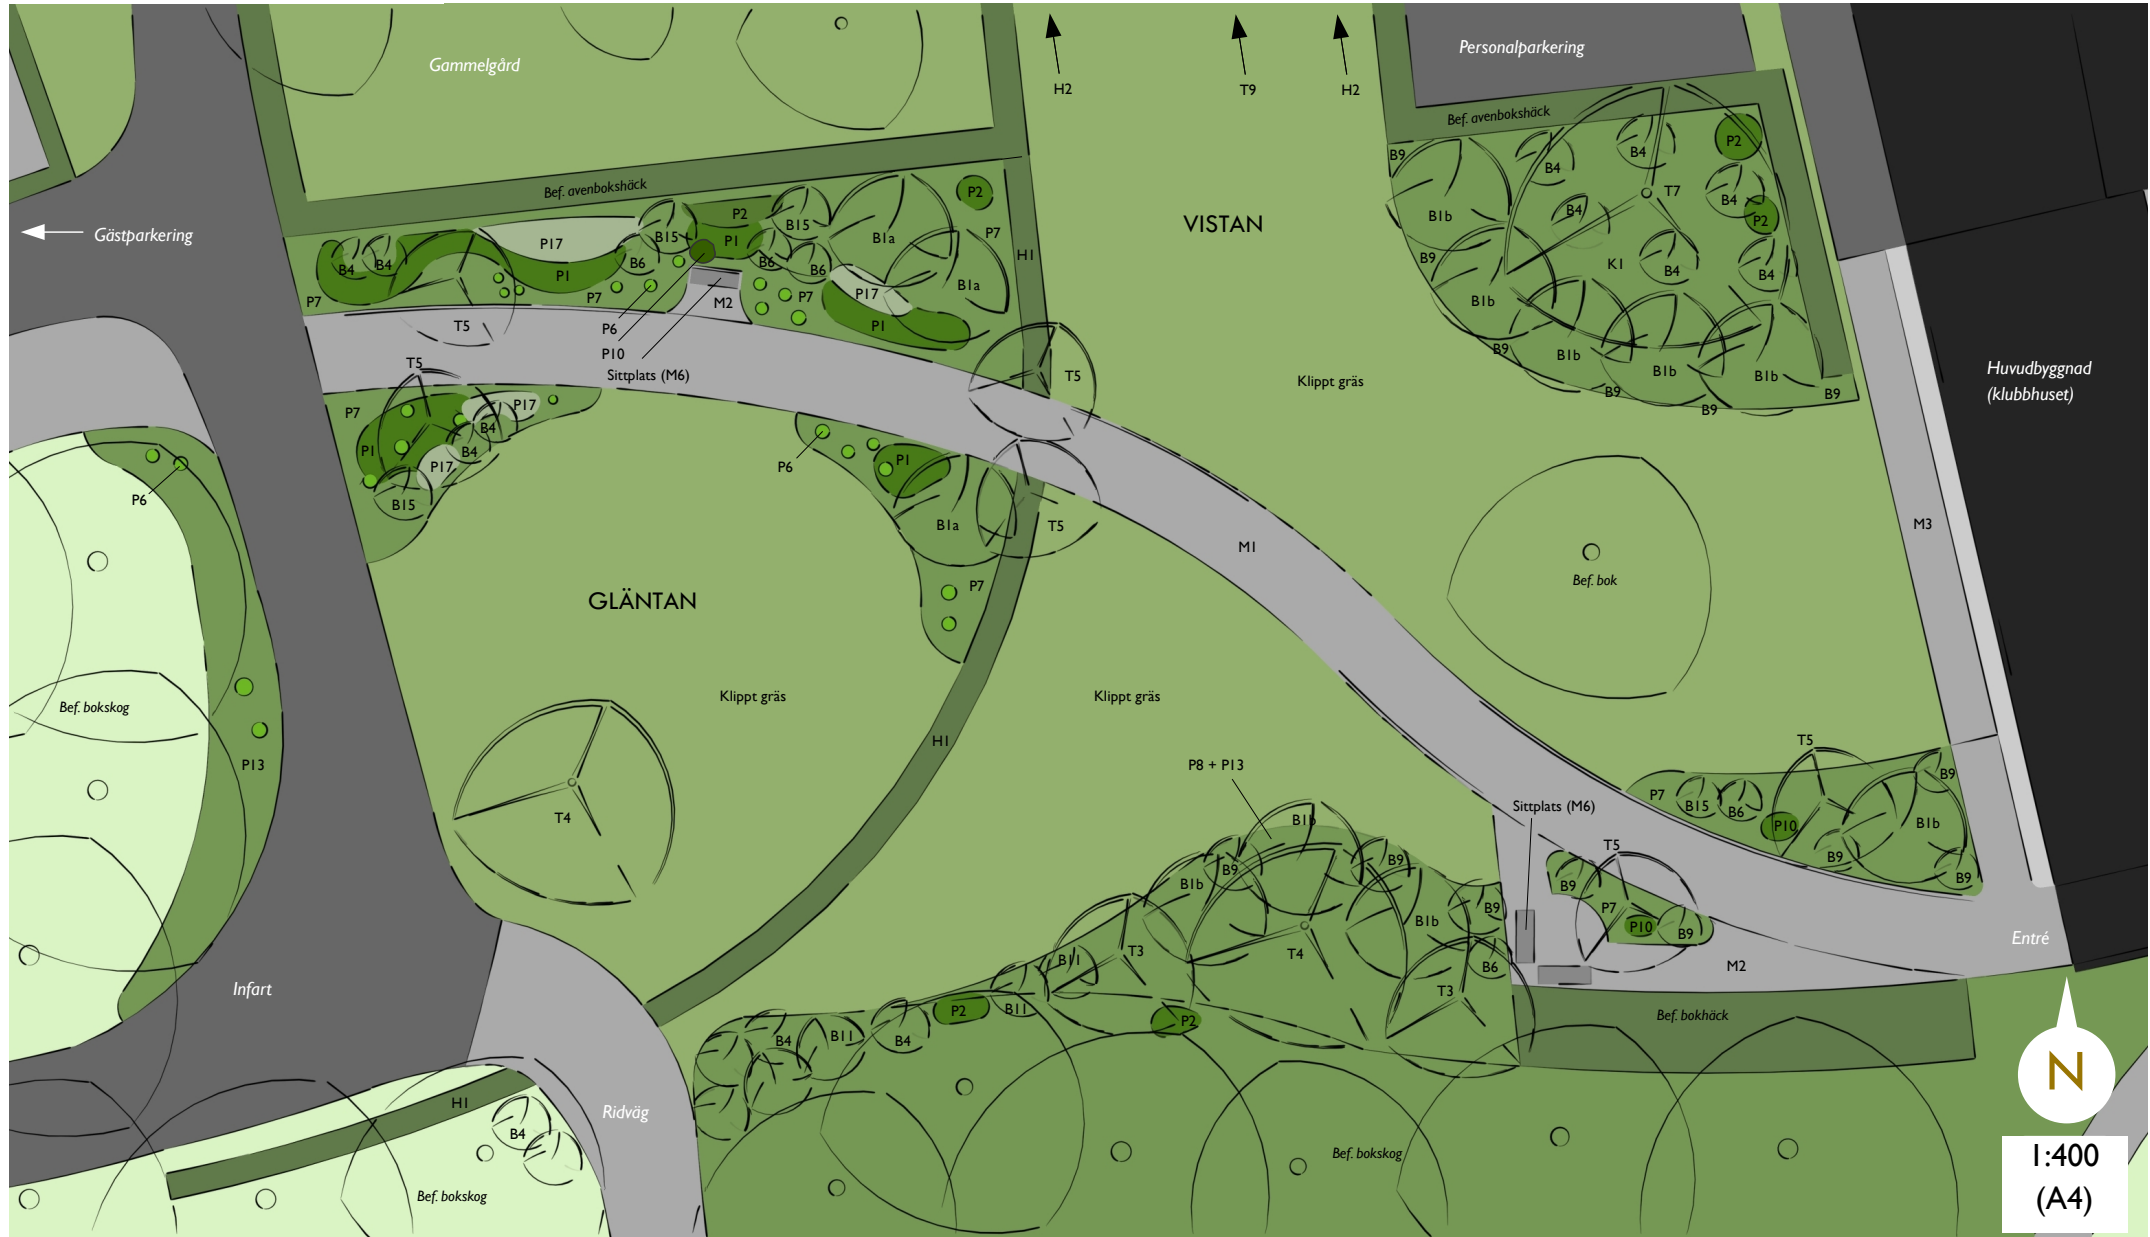 Gammelgård
H2
T9
H2
Personalparkering
Bef. avenbokshäck
B9
B4
B4
P2
T7
B4
P2
B4
B1b
B9
K1
B4
B4
B1b
B9
B1b
B1b
B1b
B9
B9
B9
Gästparkering
Bef. avenbokshäck
P2
P2
VISTAN
B15
P1
B15
B1a
P7
P17
B4
B4
B6
B6
B6
H1
P1
P7
P7
M2
P7
P17
B1a
P1
T5
P6
P10
Sittplats (M6)
T5
T5
Klippt gräs
Huvudbyggnad
(klubbhuset)
P7
P17
B4
P1
B4
P17
B15
P6
P6
P1
B1a
T5
M1
M3
Bef. bok
P7
GLÄNTAN
Klippt gräs
Klippt gräs
Bef. bokskog
H1
P13
T4
P8 + P13
Sittplats (M6)
T5
B9
P7
B15
B6
P10
B1b
B9
B9
B1b
B9
B9
B1b
T5
B9
P7
P10
B9
B1b
B9
T3
B11
T4
B6
T3
M2
Entré
Infart
P2
B11
P2
B4
B11
B4
Bef. bokhäck
N
H1
B4
Ridväg
Bef. bokskog
Bef. bokskog
1:400
(A4)